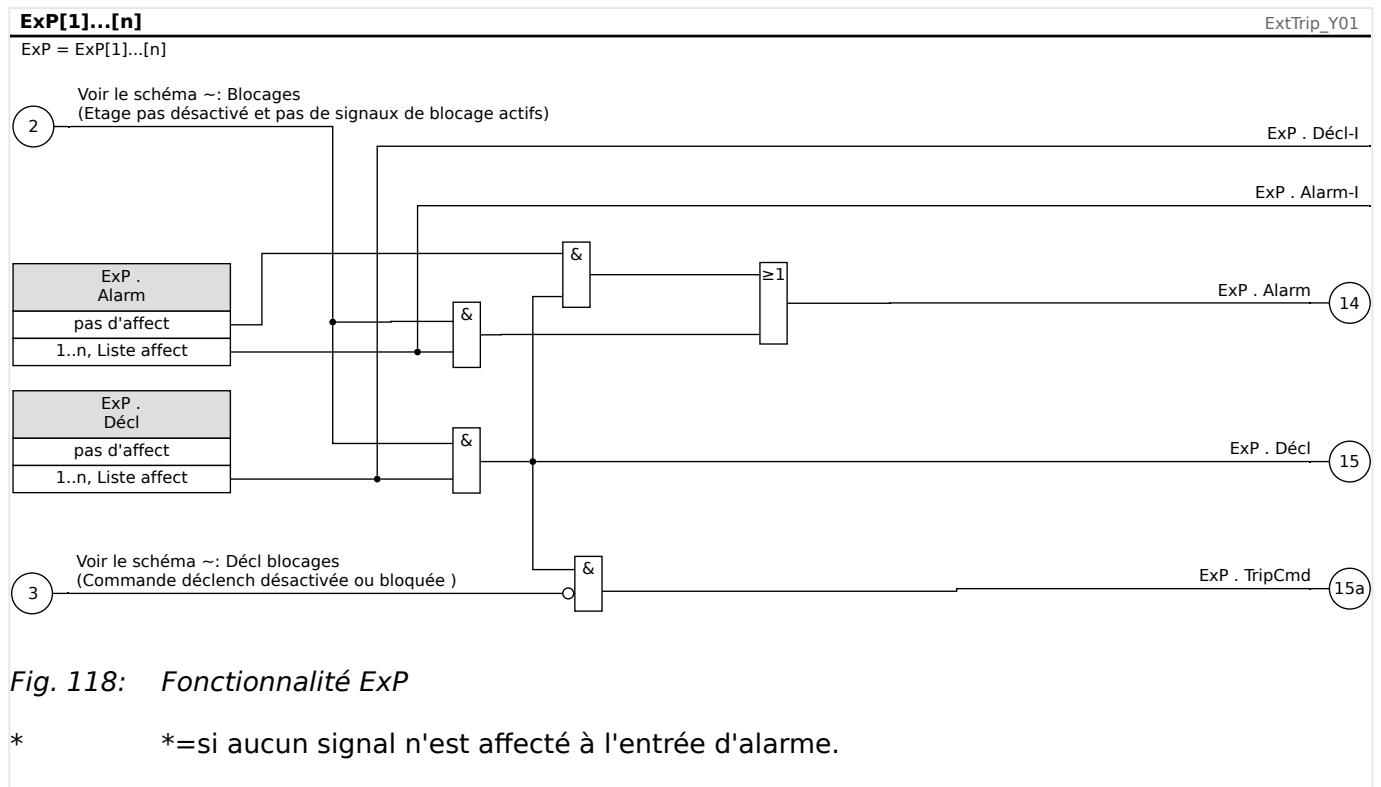 ExP[1]...[n]
ExtTrip_Y01
ExP = ExP[1]...[n]
Voir le schéma ~: Blocages
(Etage pas désactivé et pas de signaux de blocage actifs)
2
ExP . Décl-I
ExP . Alarm-I
&
ExP .
Alarm
≥1
ExP . Alarm
14
pas d'affect
&
1..n, Liste affect
ExP .
Décl
pas d'affect
&
ExP . Décl
15
1..n, Liste affect
Voir le schéma ~: Décl blocages
(Commande déclench désactivée ou bloquée )
3
&
ExP . TripCmd
15a
Fig. 118: Fonctionnalité ExP
* *=si aucun signal n'est affecté à l'entrée d'alarme.